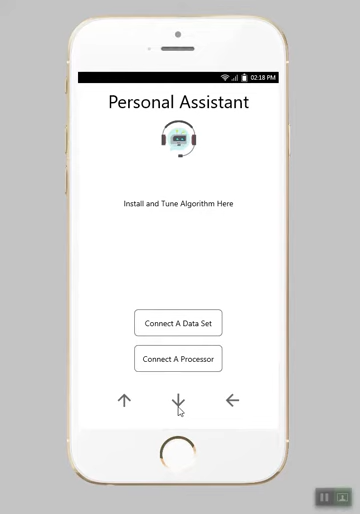 02:18 PM
Personal Assistant
Install and Tune Algorithm Here
Connect A Data Set
Connect A Processor